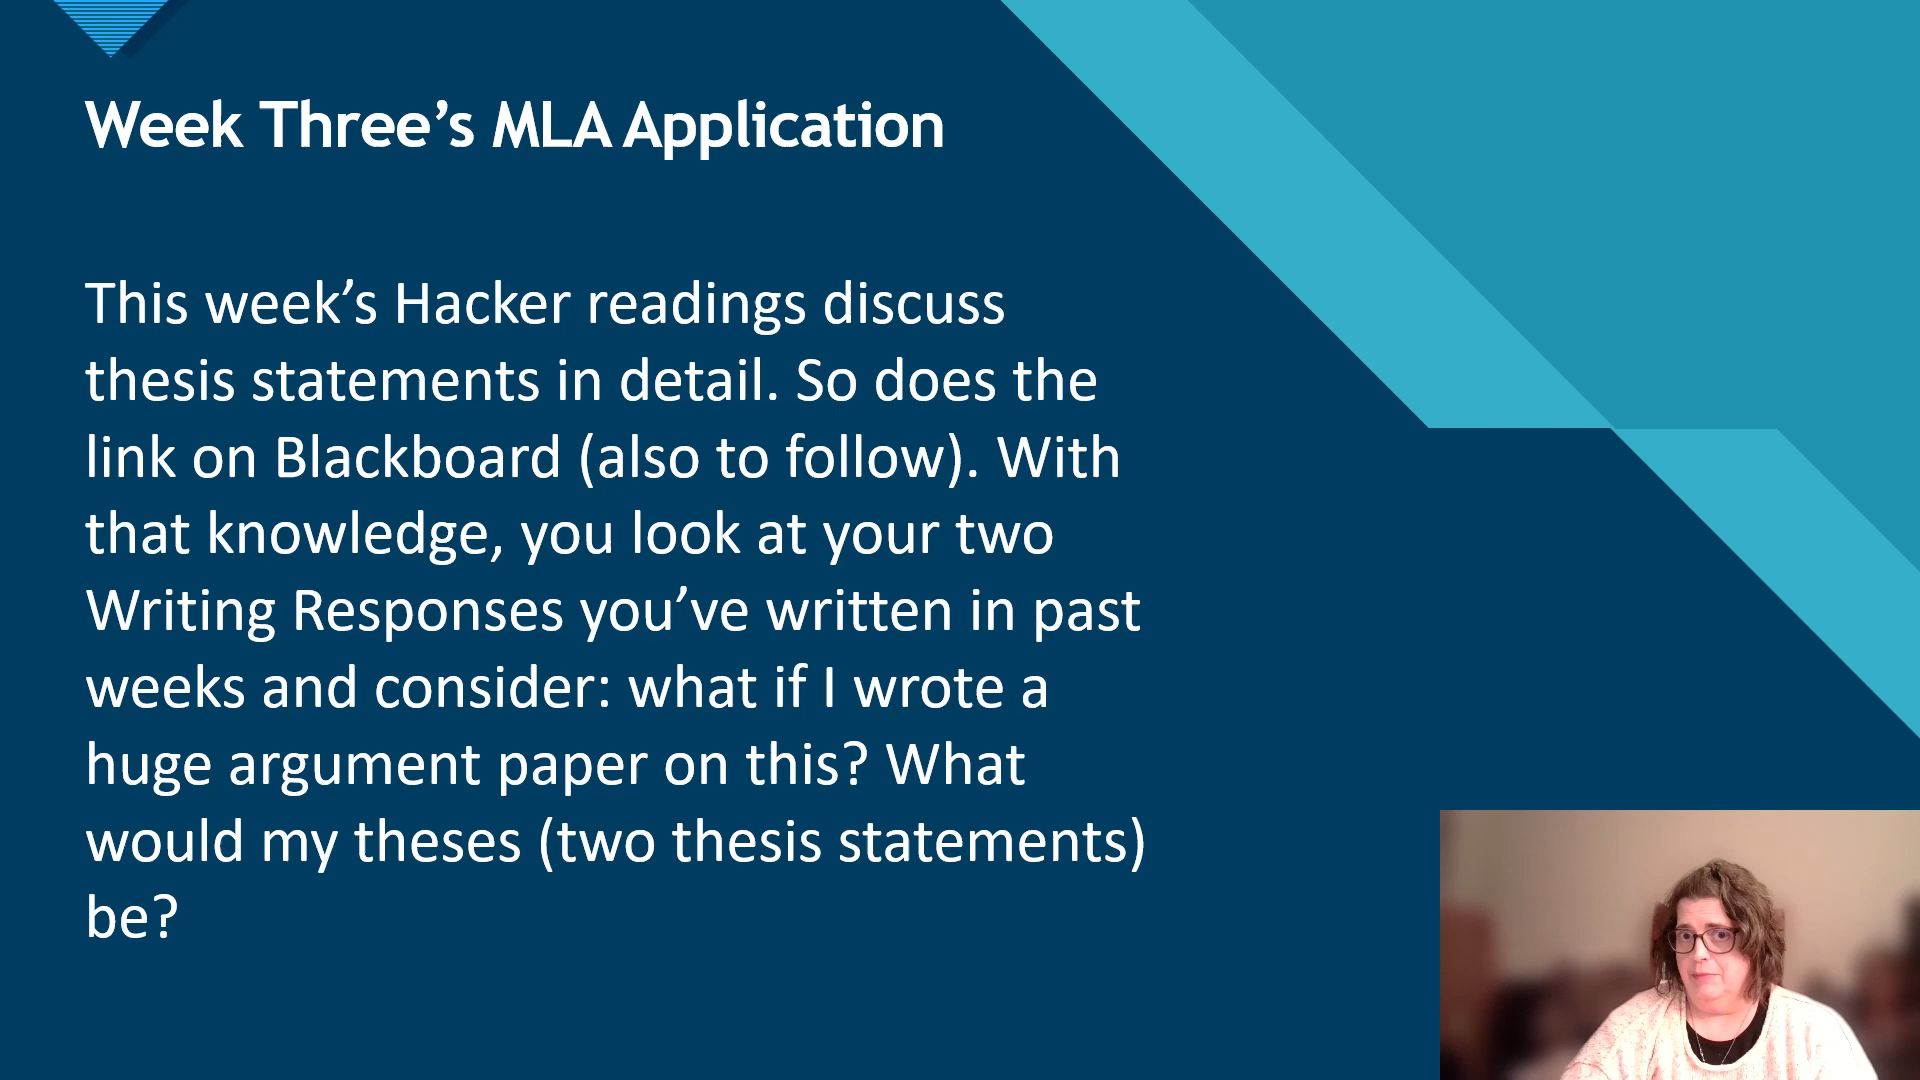 Week Three’s MLA Application
This week’s Hacker readings discuss
thesis statements in detail. So does the
link on Blackboard (also to follow). With
that knowledge, you look at your two
Writing Responses you’ve written in past
weeks and consider: what if I wrote a
huge argument paper on this? What
would my theses (two thesis statements)
be?